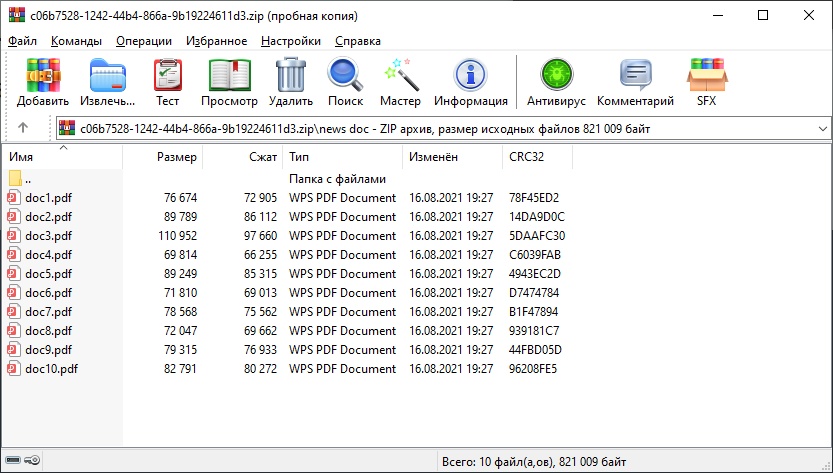 c06b7528-1242-44b4-866a-9b19224611d3.zip (пробная копия)
Файл Команды Операции Избранное Настройки Справка
Добавить Извлечь... Тест Просмотр Удалить Поиск Мастер Информация Антивирус Комментарий SFX
c06b7528-1242-44b4-866a-9b19224611d3.zip\news doc - ZIP архив, размер исходных файлов 821 009 байт
Имя Размер Сжат Тип Изменён CRC32
.. Папка с файлами
doc1.pdf 76 674 72 905 WPS PDF Document 16.08.2021 19:27 78F45ED2
doc2.pdf 89 789 86 112 WPS PDF Document 16.08.2021 19:27 14DA9D0C
doc3.pdf 110 952 97 660 WPS PDF Document 16.08.2021 19:27 5DAAFC30
doc4.pdf 69 814 66 255 WPS PDF Document 16.08.2021 19:27 C6039FAB
doc5.pdf 89 249 85 315 WPS PDF Document 16.08.2021 19:27 4943EC2D
doc6.pdf 71 810 69 013 WPS PDF Document 16.08.2021 19:27 D7474784
doc7.pdf 78 568 75 562 WPS PDF Document 16.08.2021 19:27 B1F47894
doc8.pdf 72 047 69 662 WPS PDF Document 16.08.2021 19:27 939181C7
doc9.pdf 79 315 76 933 WPS PDF Document 16.08.2021 19:27 44FBD05D
doc10.pdf 82 791 80 272 WPS PDF Document 16.08.2021 19:27 96208FE5
Всего: 10 файл(а,ов), 821 009 байт